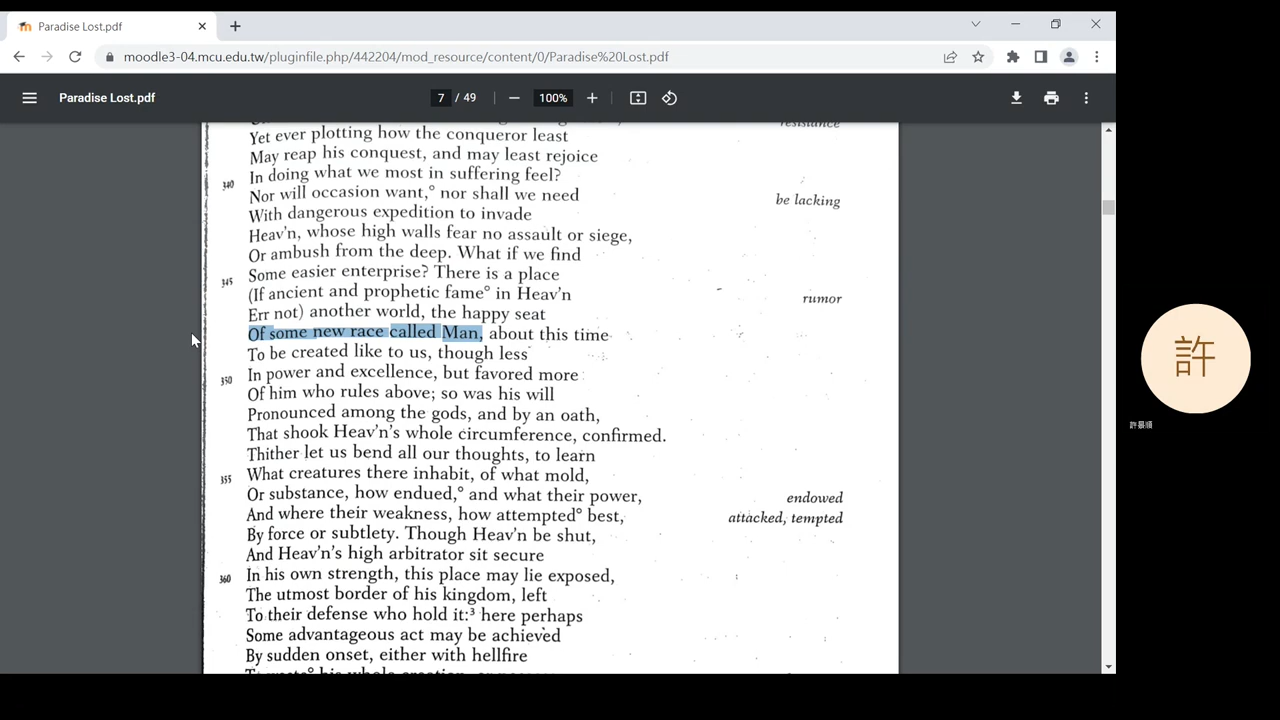 Paradise Lost.pdf
moodle3-04.mcu.edu.tw/pluginfile.php/442204/mod_resource/content/0/Paradise%20Lost.pdf
Paradise Lost.pdf
7 / 49
100%
resistance
Yet ever plotting how the conqueror least
May reap his conquest, and may least rejoice
In doing what we most in suffering feel?
340
Nor will occasion want,° nor shall we need
be lacking
With dangerous expedition to invade
Heav'n, whose high walls fear no assault or siege,
Or ambush from the deep. What if we find
345
Some easier enterprise? There is a place
(If ancient and prophetic fame° in Heav'n
rumor
Err not) another world, the happy seat
Of some new race called Man, about this time
To be created like to us, though less
350
In power and excellence, but favored more
Of him who rules above; so was his will
Pronounced among the gods, and by an oath,
That shook Heav'n's whole circumference, confirmed.
Thither let us bend all our thoughts, to learn
355
What creatures there inhabit, of what mold,
Or substance, how endued,° and what their power,
endowed
And where their weakness, how attempted° best,
attacked, tempted
By force or subtlety. Though Heav'n be shut,
And Heav'n's high arbitrator sit secure
360
In his own strength, this place may lie exposed,
The utmost border of his kingdom, left
To their defense who hold it:³ here perhaps
Some advantageous act may be achieved
By sudden onset, either with hellfire
his whole creation, or
許
許景順